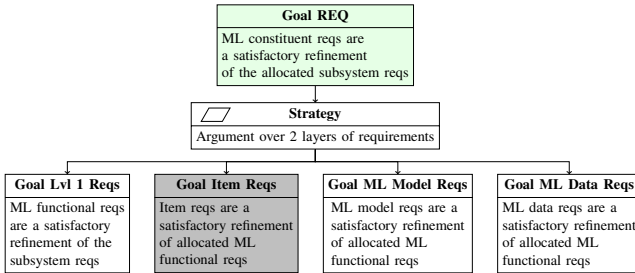 Goal REQ
ML constituent reqs are
a satisfactory refinement
of the allocated subsystem reqs
Strategy
Argument over 2 layers of requirements
Goal Lvl 1 Reqs
ML functional reqs
are a satisfactory
refinement of the
subsystem reqs
Goal Item Reqs
Item reqs are a
satisfactory refinement
of allocated ML
functional reqs
Goal ML Model Reqs
ML model reqs are a
satisfactory refinement
of allocated ML
functional reqs
Goal ML Data Reqs
ML data reqs are a
satisfactory refinement
of allocated ML
functional reqs